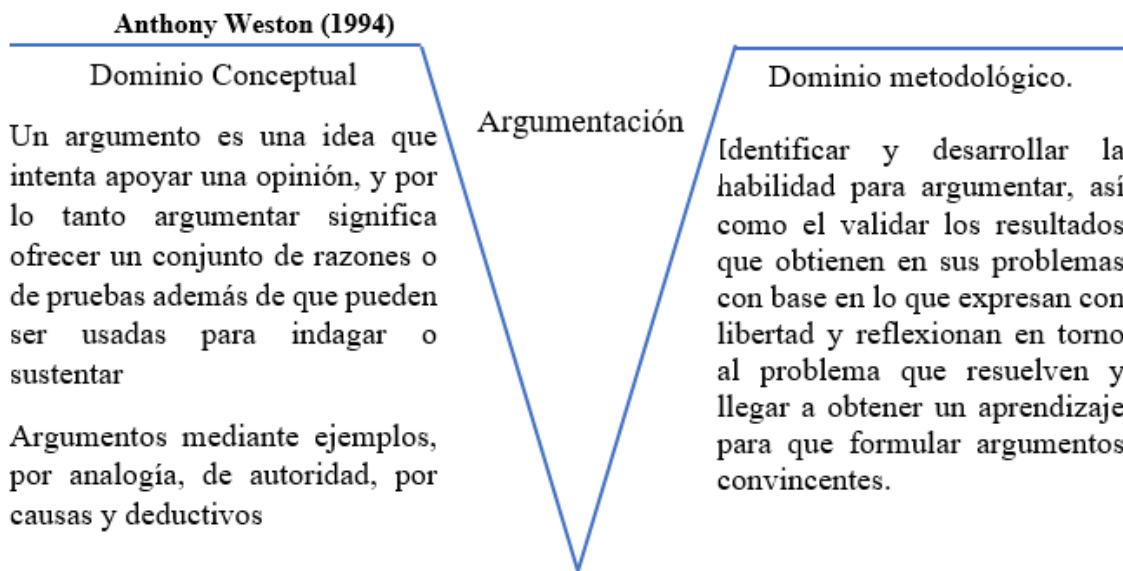 Anthony Weston (1994)
Dominio Conceptual
Un argumento es una idea que
intenta apoyar una opinión, y por
lo tanto argumentar significa
ofrecer un conjunto de razones o
de pruebas además de que pueden
ser usadas para indagar o
sustentar
Argumentos mediante ejemplos,
por analogía, de autoridad, por
causas y deductivos
Argumentación
Dominio metodológico.
Identificar y desarrollar la
habilidad para argumentar, así
como el validar los resultados
que obtienen en sus problemas
con base en lo que expresan con
libertad y reflexionan en torno
al problema que resuelven y
llegar a obtener un aprendizaje
para que formular argumentos
convincentes.